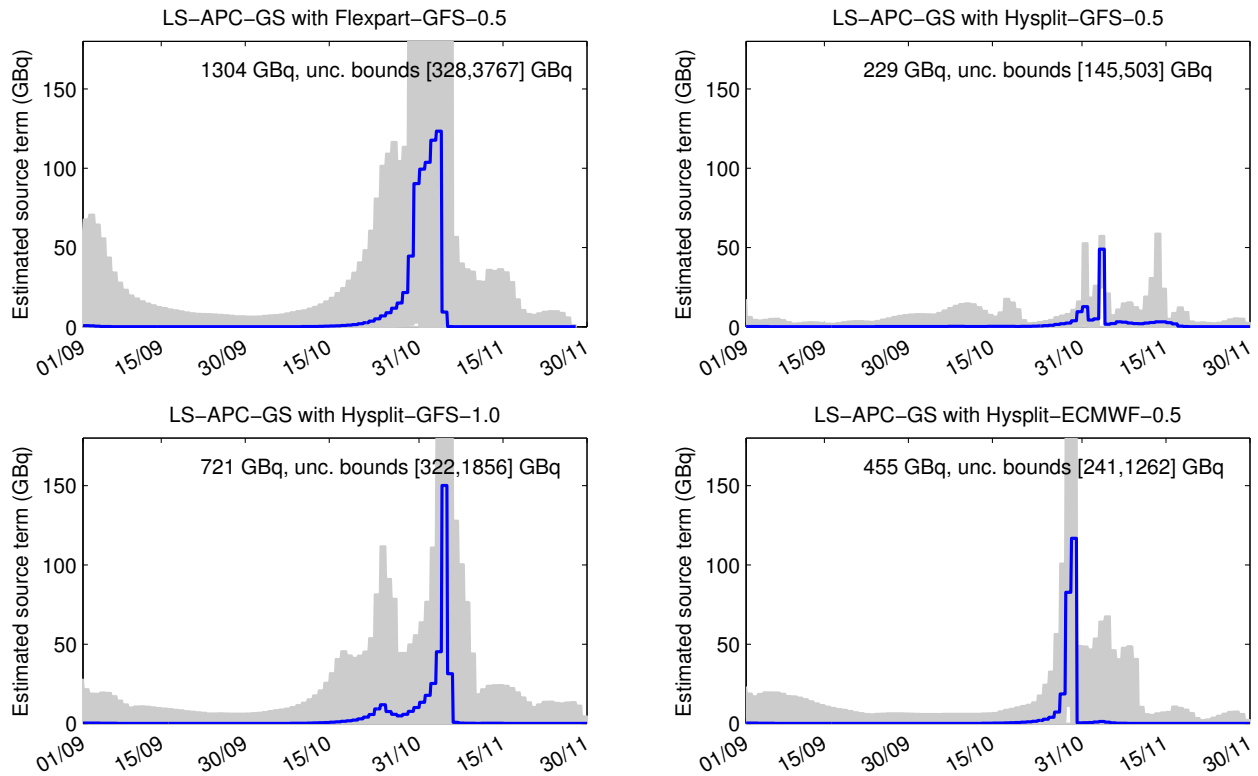 LS−APC−GS with Flexpart−GFS−0.5
1304 GBq, unc. bounds [328,3767] GBq
Estimated source term (GBq)
150
100
50
0
01/09 15/09 30/09 15/10 31/10 15/11 30/11
LS−APC−GS with Hysplit−GFS−0.5
229 GBq, unc. bounds [145,503] GBq
Estimated source term (GBq)
150
100
50
0
01/09 15/09 30/09 15/10 31/10 15/11 30/11
LS−APC−GS with Hysplit−GFS−1.0
721 GBq, unc. bounds [322,1856] GBq
Estimated source term (GBq)
150
100
50
0
01/09 15/09 30/09 15/10 31/10 15/11 30/11
LS−APC−GS with Hysplit−ECMWF−0.5
455 GBq, unc. bounds [241,1262] GBq
Estimated source term (GBq)
150
100
50
0
01/09 15/09 30/09 15/10 31/10 15/11 30/11